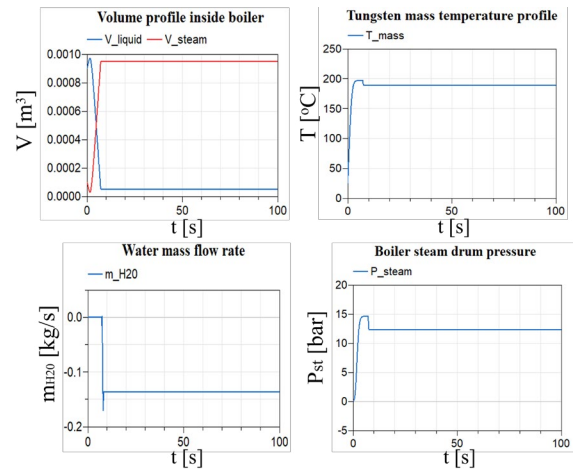 Volume profile inside boiler
V_liquid V_steam
V [m³]
0.0010
0.0008
0.0006
0.0004
0.0002
0.0000
0 50 100
t [s]
Tungsten mass temperature profile
T_mass
T [°C]
250
200
150
100
50
0
0 50 100
t [s]
Water mass flow rate
m_H20
mH20 [kg/s]
0.0
-0.1
-0.2
0 50 100
t [s]
Boiler steam drum pressure
P_steam
Pst [bar]
20
15
10
5
0
-5
0 50 100
t [s]